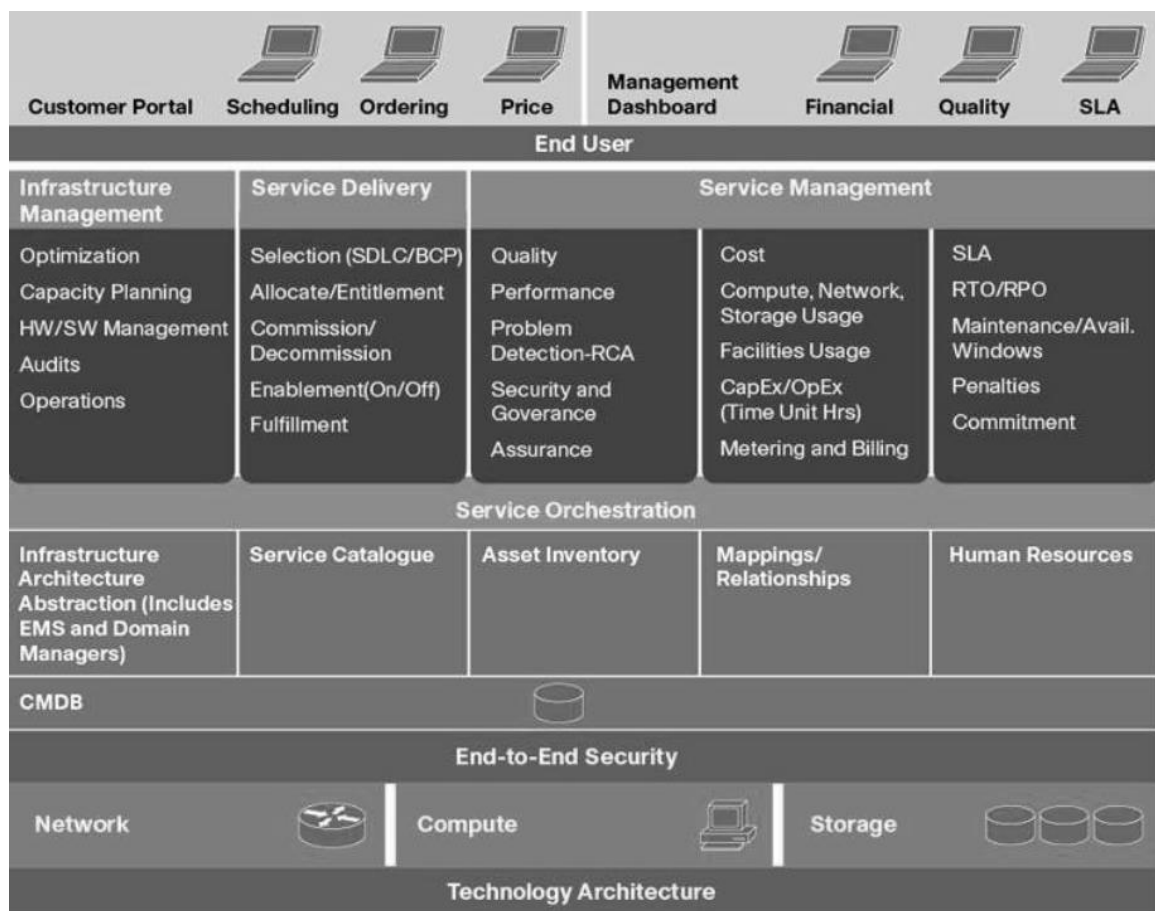 Customer Portal
Scheduling
Ordering
Price
Management
Dashboard
Financial
Quality
SLA
End User
Infrastructure
Management
Optimization
Capacity Planning
HW/SW Management
Audits
Operations
Service Delivery
Selection (SDLC/BCP)
Allocate/Entitlement
Commission/
Decommission
Enablement(On/Off)
Fulfillment
Service Management
Quality
Performance
Problem
Detection-RCA
Security and
Goverance
Assurance
Cost
Compute, Network,
Storage Usage
Facilities Usage
CapEx/OpEx
(Time Unit Hrs)
Metering and Billing
SLA
RTO/RPO
Maintenance/Avail.
Windows
Penalties
Commitment
Service Orchestration
Infrastructure
Architecture
Abstraction (Includes
EMS and Domain
Managers)
Service Catalogue
Asset Inventory
Mappings/
Relationships
Human Resources
CMDB
End-to-End Security
Network
Compute
Storage
Technology Architecture